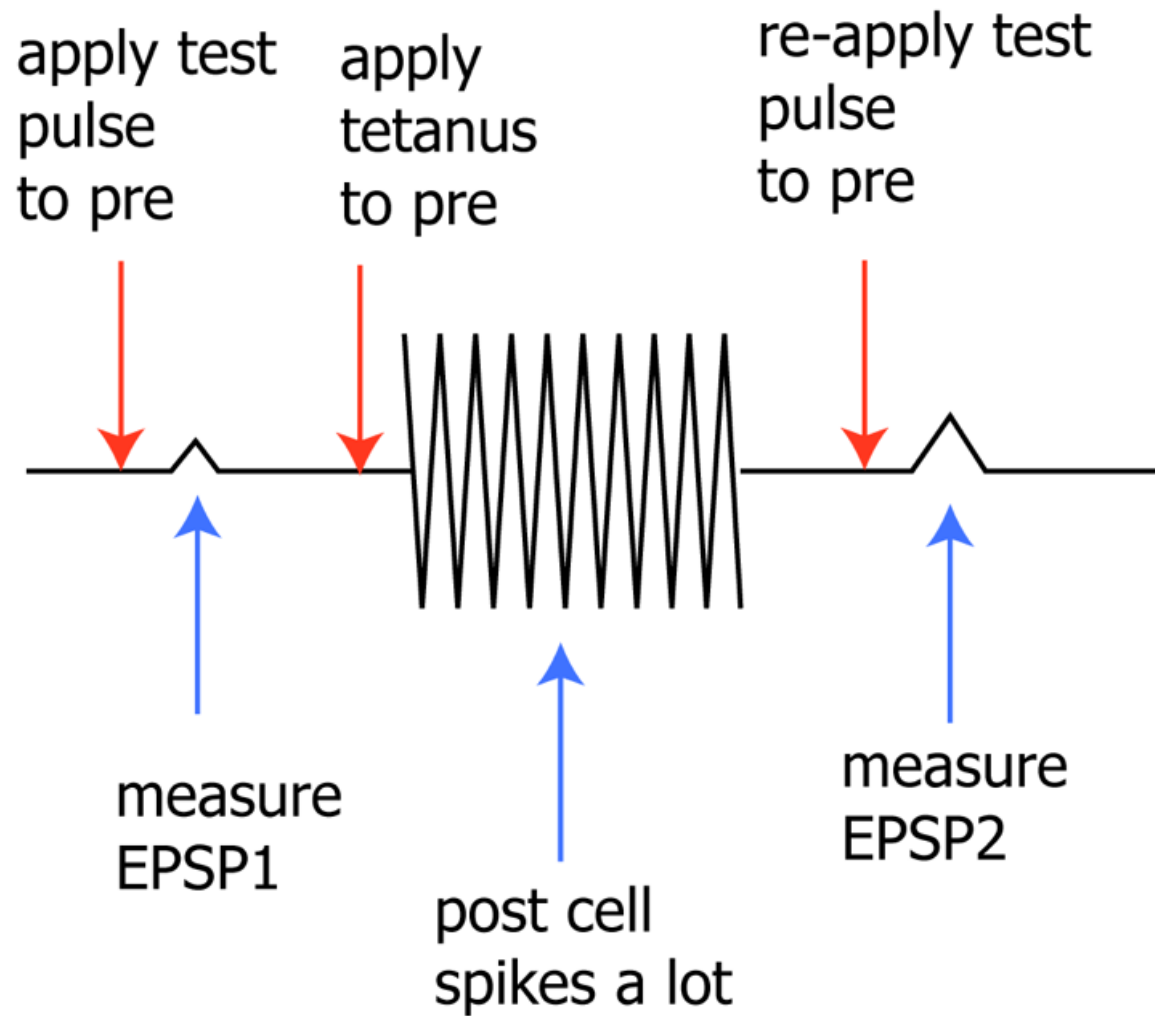 apply test
pulse
to pre
apply
tetanus
to pre
re-apply test
pulse
to pre
measure
EPSP1
post cell
spikes a lot
measure
EPSP2